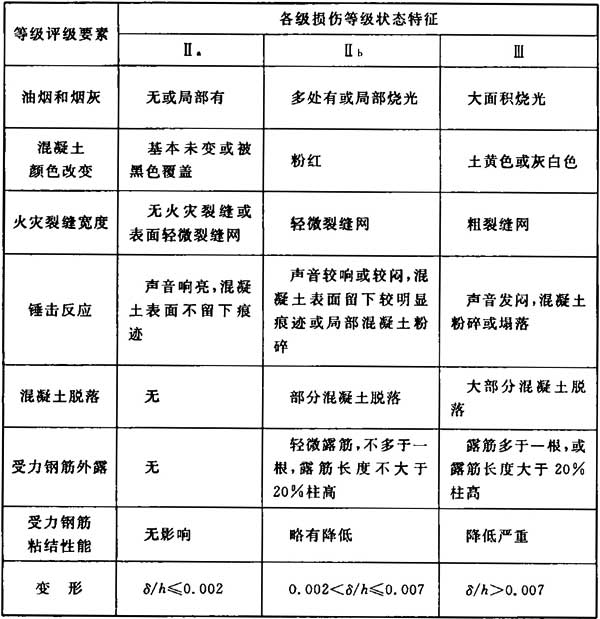 等级评级要素
各级损伤等级状态特征
Ⅱa
Ⅱb
Ⅲ
油烟和烟灰
无或局部有
多处有或局部烧光
大面积烧光
混凝土
颜色改变
基本未变或被
黑色覆盖
粉红
土黄色或灰白色
火灾裂缝宽度
无火灾裂缝或
表面轻微裂缝网
轻微裂缝网
粗裂缝网
锤击反应
声音响亮,混凝
土表面不留下痕
迹
声音较响或较闷,混
凝土表面留下较明显
痕迹或局部混凝土粉
碎
声音发闷,混凝土
粉碎或塌落
混凝土脱落
无
部分混凝土脱落
大部分混凝土脱
落
受力钢筋外露
无
轻微露筋,不多于一
根,露筋长度不大于
20%柱高
露筋多于一根,或
露筋长度大于20%
柱高
受力钢筋
粘结性能
无影响
略有降低
降低严重
变 形
δ/h≤0.002
0.002<δ/h≤0.007
δ/h>0.007